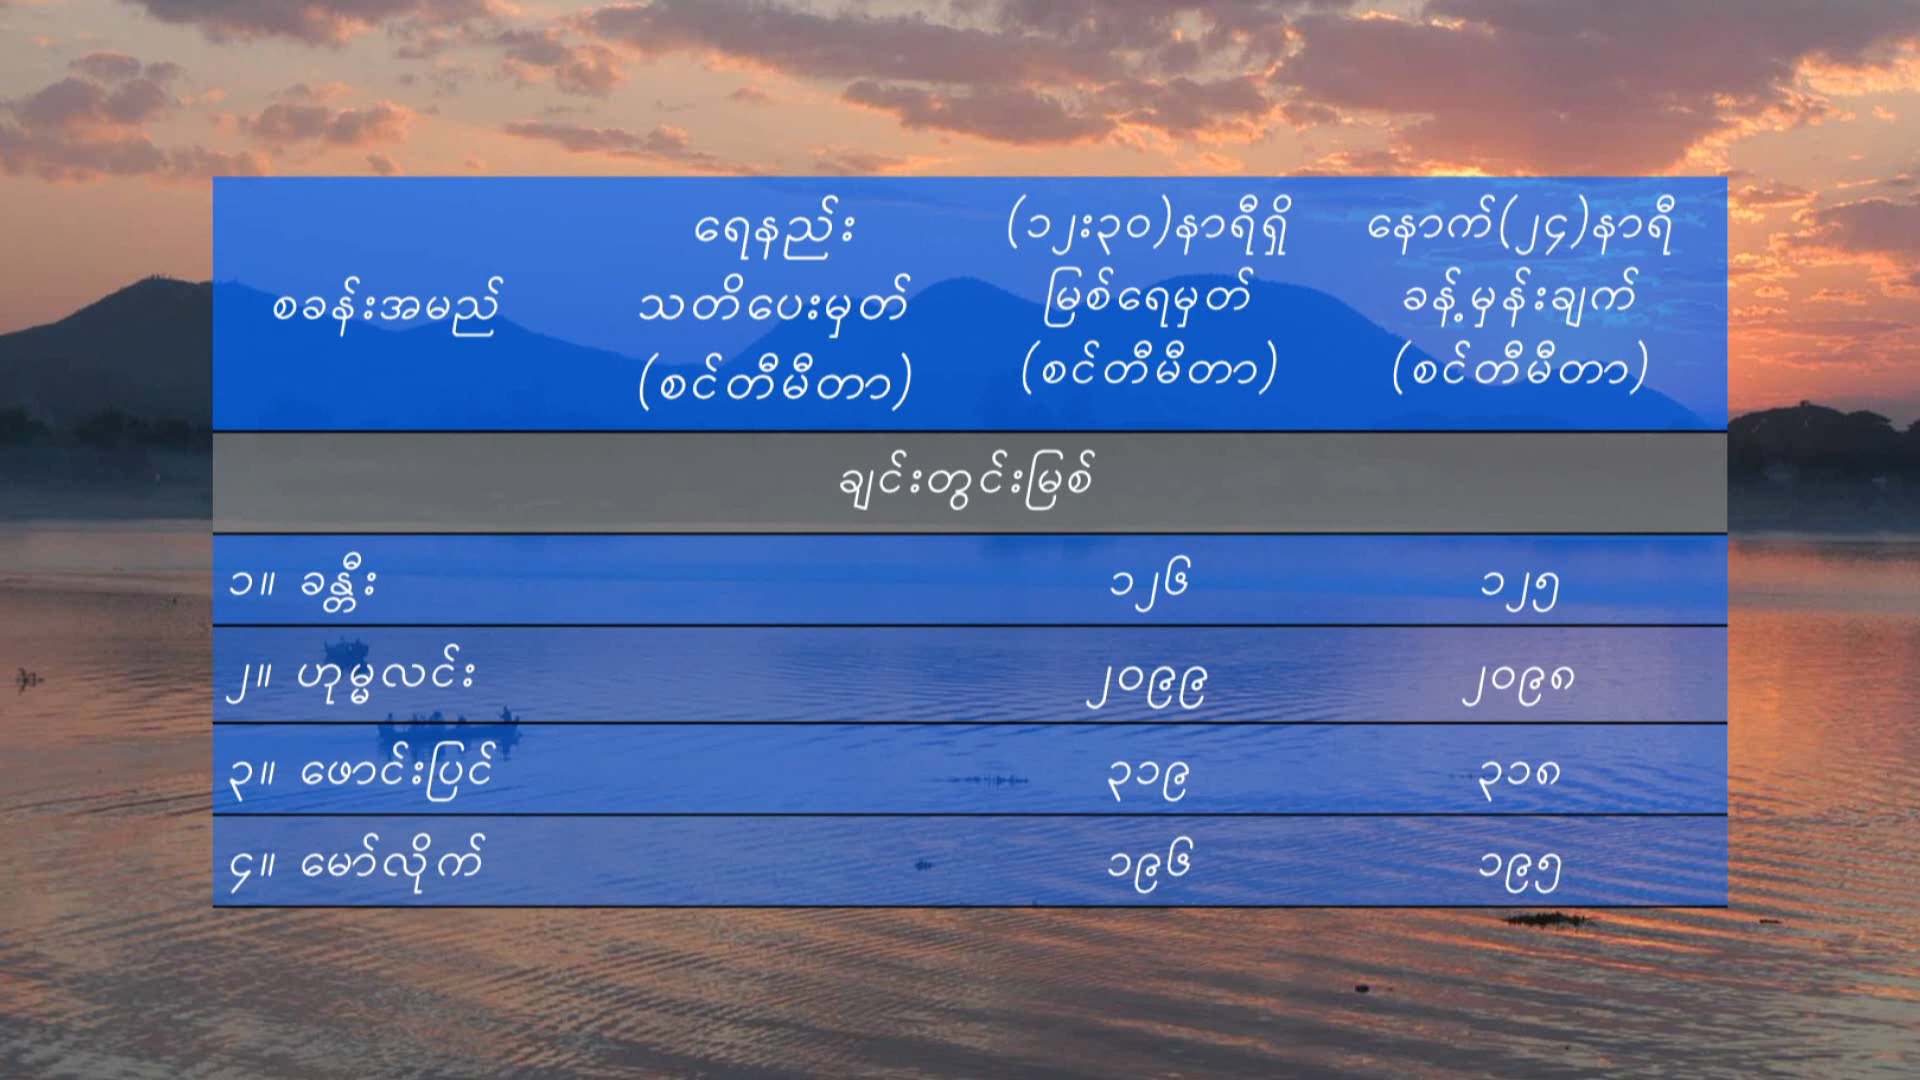 စခန်းအမည်
ရေနည်း
သတိပေးမှတ်
(စင်တီမီတာ)
(၁၂း၃၀)နာရီရှိ
မြစ်ရေမှတ်
(စင်တီမီတာ)
နောက်(၂၄)နာရီ
ခန့်မှန်းချက်
(စင်တီမီတာ)
ချင်းတွင်းမြစ်
၁။ ခန္တီး ၁၂၆ ၁၂၅
၂။ ဟုမ္မလင်း ၂၀၉၉ ၂၀၉၈
၃။ ဖောင်းပြင် ၃၁၉ ၃၁၈
၄။ မော်လိုက် ၁၉၆ ၁၉၅